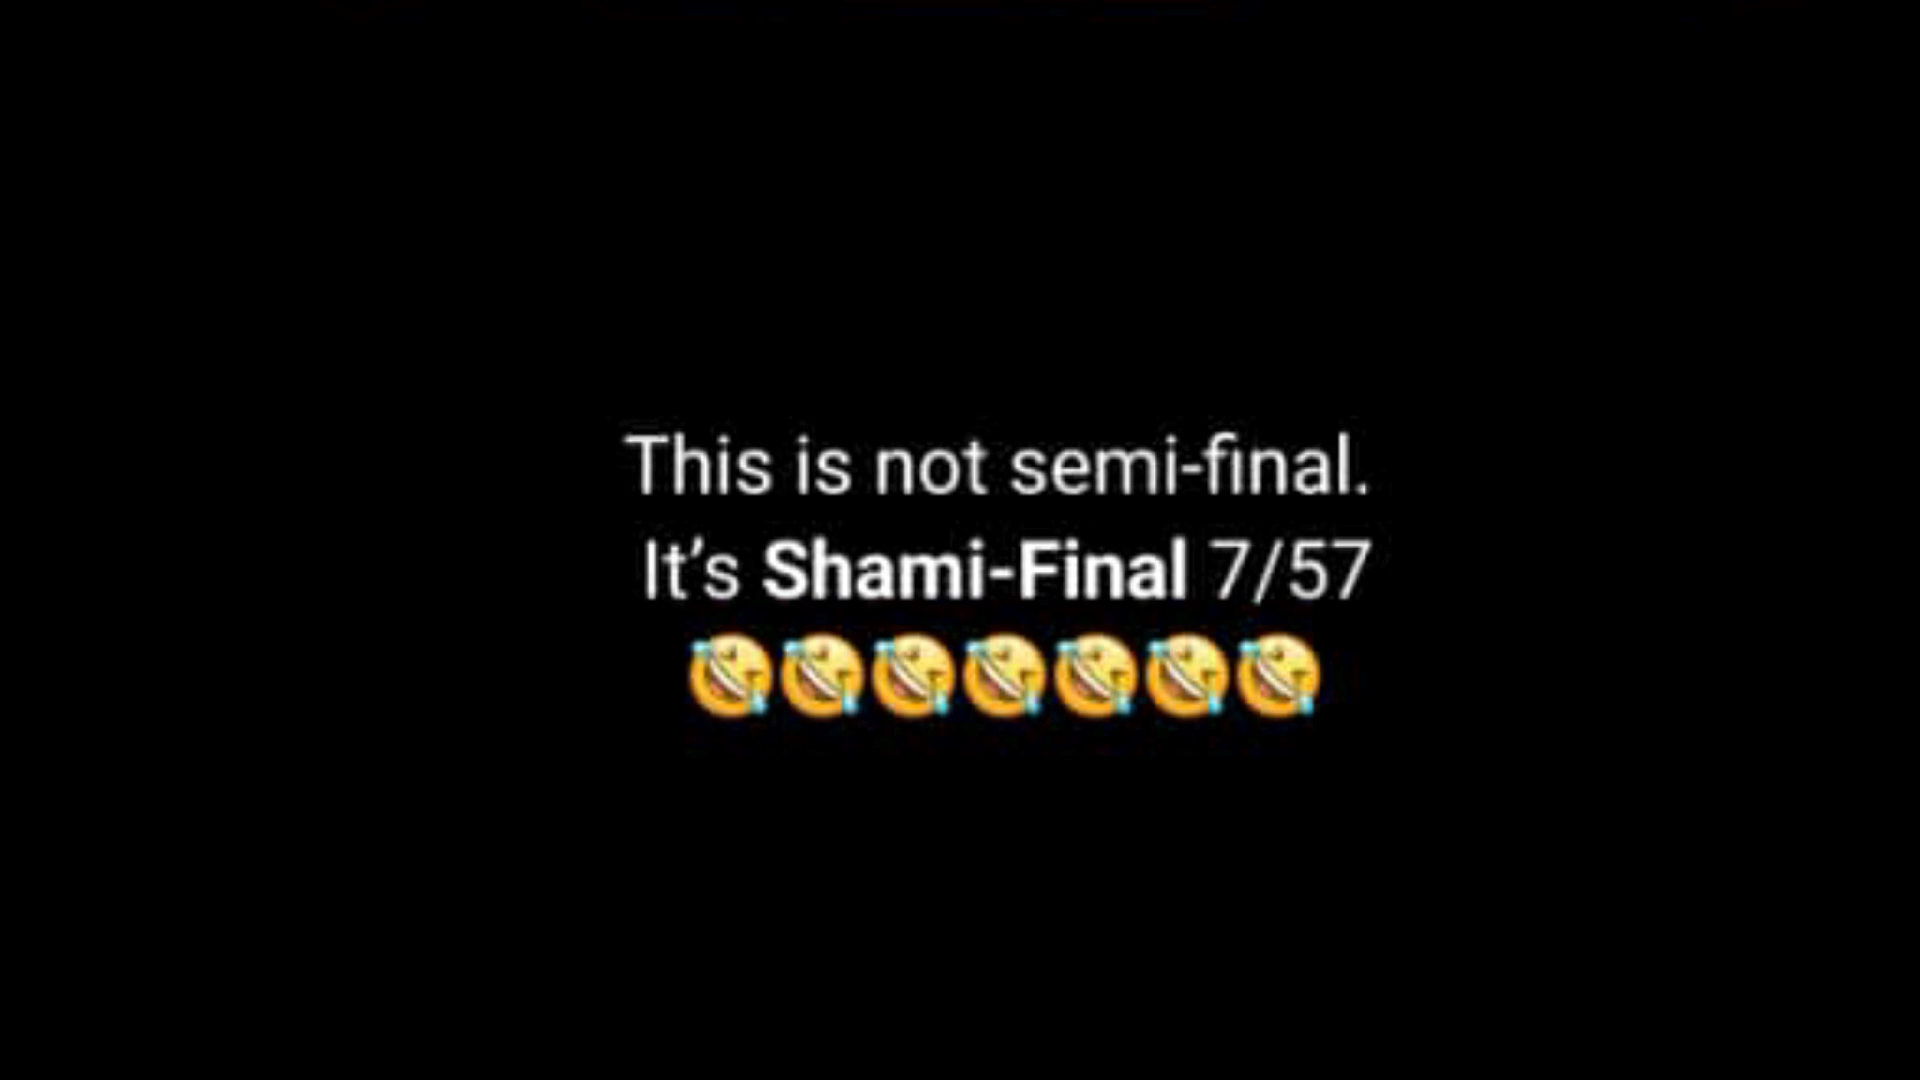 This is not semi-final.
It’s Shami-Final 7/57
🤣🤣🤣🤣🤣🤣🤣